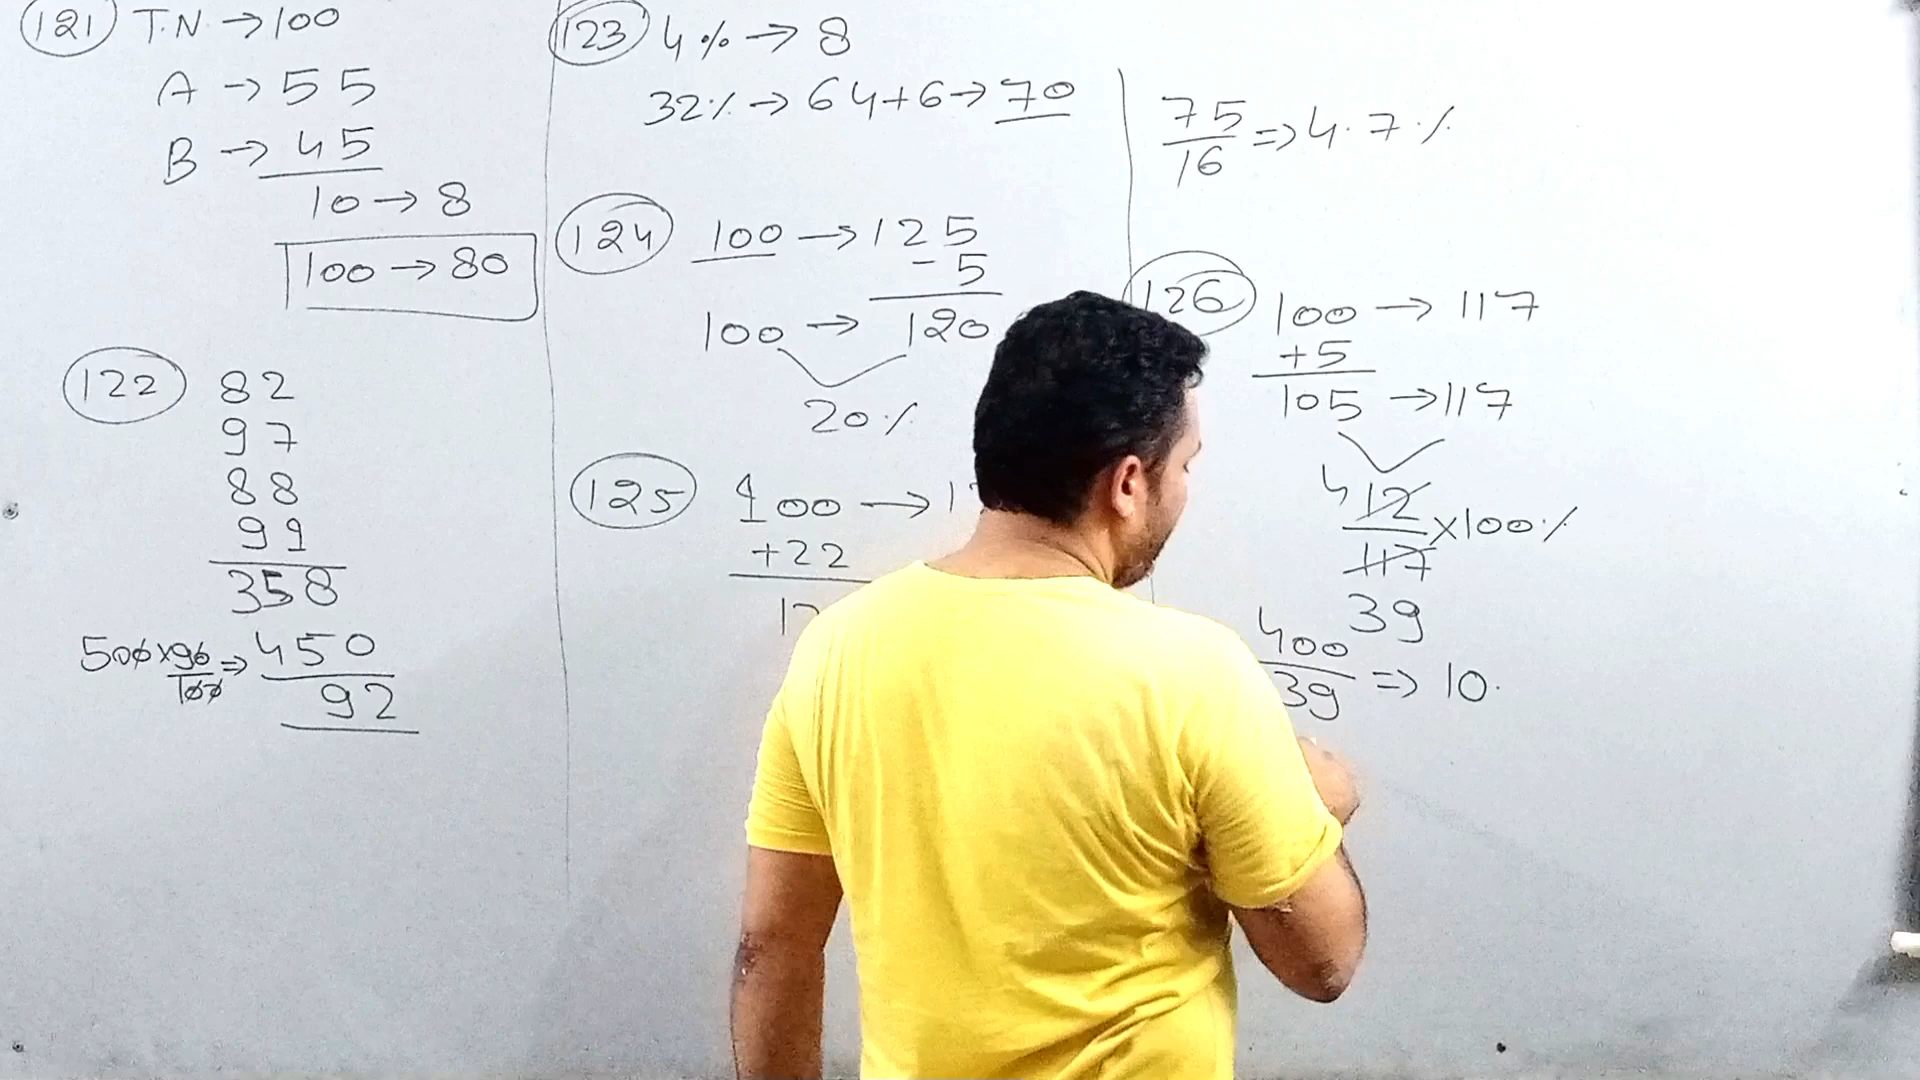 121 T.N. → 100
A → 55
B → 45
10 → 8
100 → 80
122 82
97
88
91
358
500×90/100 ⇒ 450
92
123 4% → 8
32% → 64+6 → 70
124 100 → 125
-5
100 → 120
20%
125 100 → 1
+22
12
75/16 ⇒ 4.7%
126 100 → 117
+5
105 → 117
4 12/117 ×100%
39
400/39 ⇒ 10.